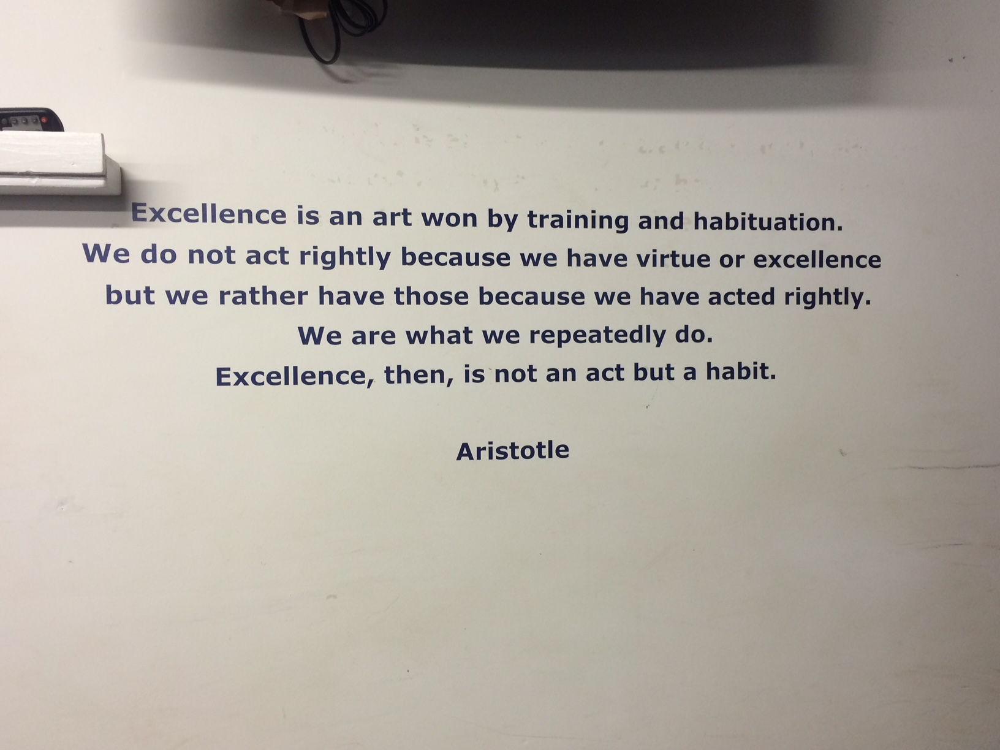 Excellence is an art won by training and habituation.
We do not act rightly because we have virtue or excellence
but we rather have those because we have acted rightly.
We are what we repeatedly do.
Excellence, then, is not an act but a habit.
Aristotle